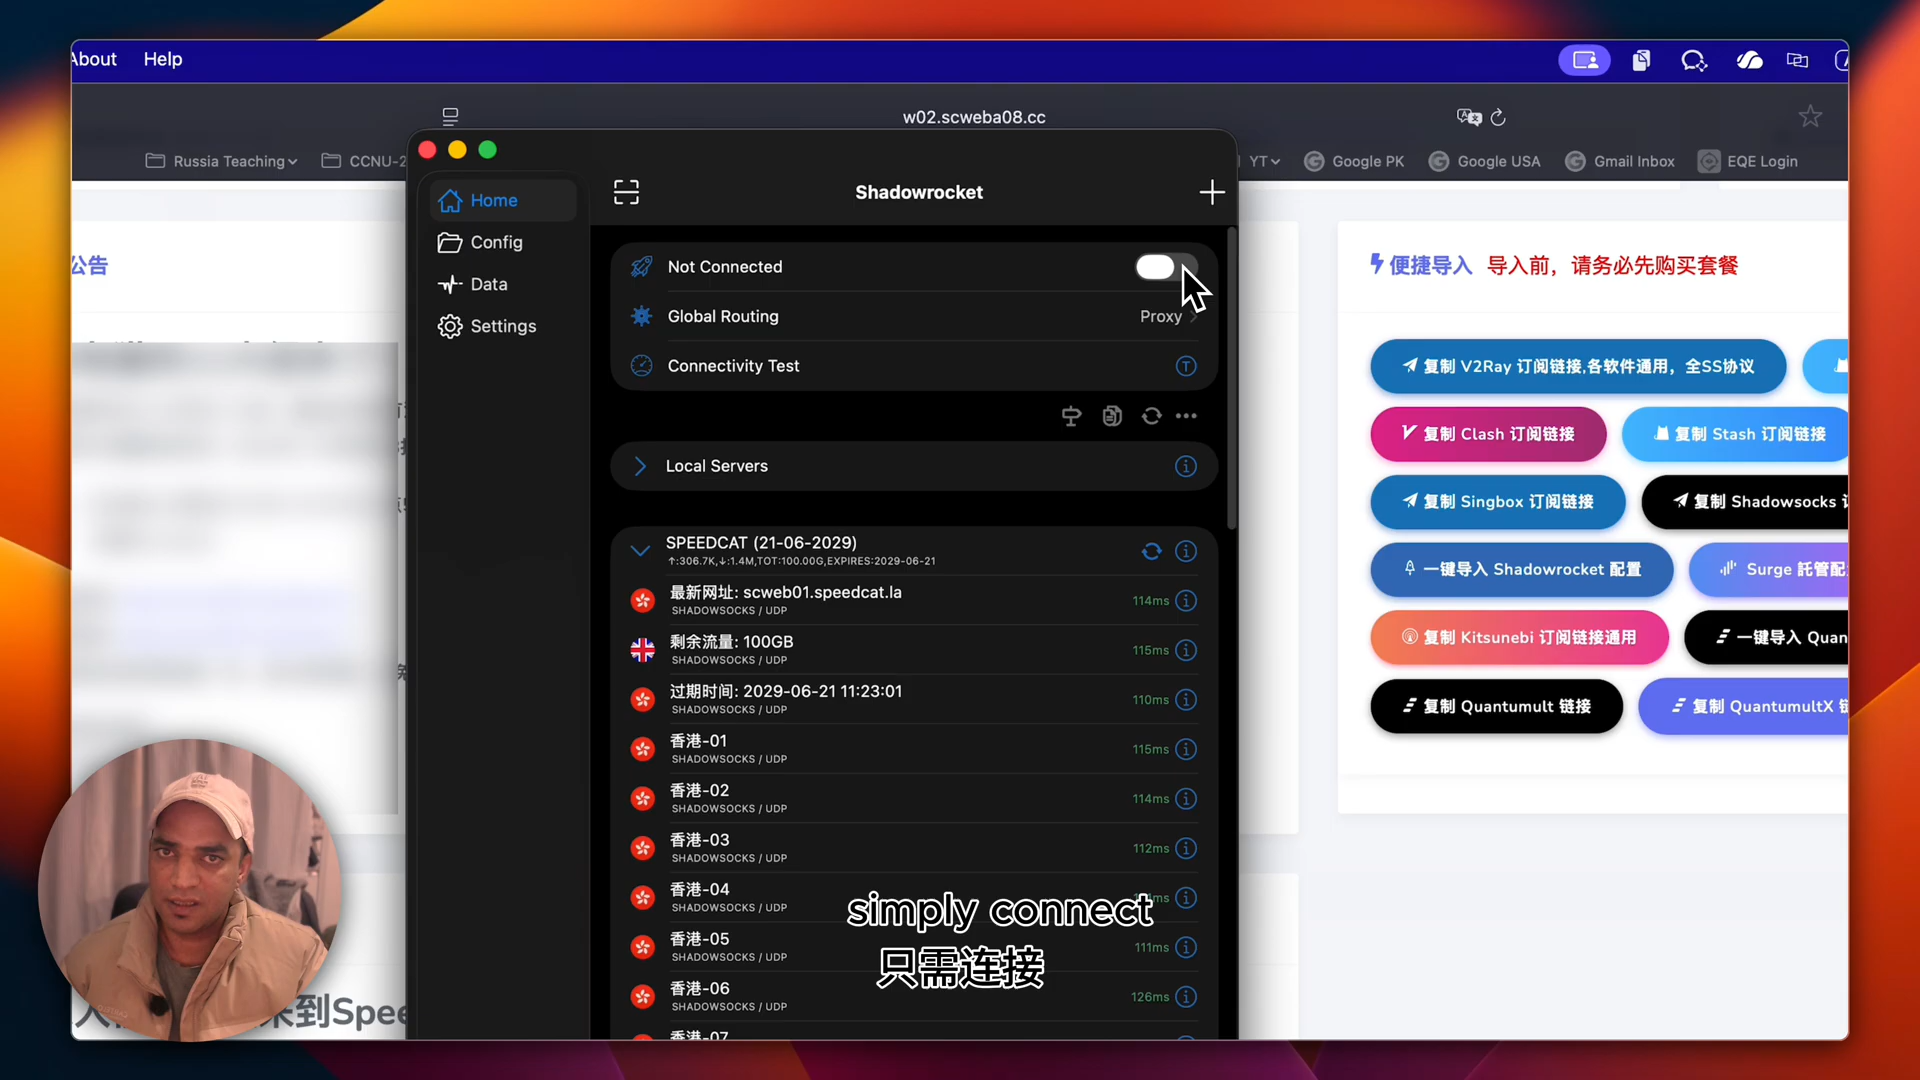 About Help
w02.scweba08.cc
Russia Teaching
CCNU-2
YT
Google PK
Google USA
Gmail Inbox
EQE Login
公告
Home
Config
Data
Settings
Shadowrocket
Not Connected
Global Routing Proxy
Connectivity Test
Local Servers
SPEEDCAT (21-06-2029)
↑:306.7K,↓:1.4M,TOT:100.00G,EXPIRES:2029-06-21
最新网址: scweb01.speedcat.la
SHADOWSOCKS / UDP
114ms
剩余流量: 100GB
SHADOWSOCKS / UDP
115ms
过期时间: 2029-06-21 11:23:01
SHADOWSOCKS / UDP
110ms
香港-01
SHADOWSOCKS / UDP
115ms
香港-02
SHADOWSOCKS / UDP
114ms
香港-03
SHADOWSOCKS / UDP
112ms
香港-04
SHADOWSOCKS / UDP
香港-05
SHADOWSOCKS / UDP
111ms
香港-06
SHADOWSOCKS / UDP
126ms
香港-07
simply connect
只需连接
便捷导入 导入前，请务必先购买套餐
复制 V2Ray 订阅链接,各软件通用，全SS协议
复制 Clash 订阅链接
复制 Stash 订阅链接
复制 Singbox 订阅链接
复制 Shadowsocks
一键导入 Shadowrocket 配置
Surge 託管配
复制 Kitsunebi 订阅链接通用
一键导入 Quan
复制 Quantumult 链接
复制 QuantumultX
来到Spee